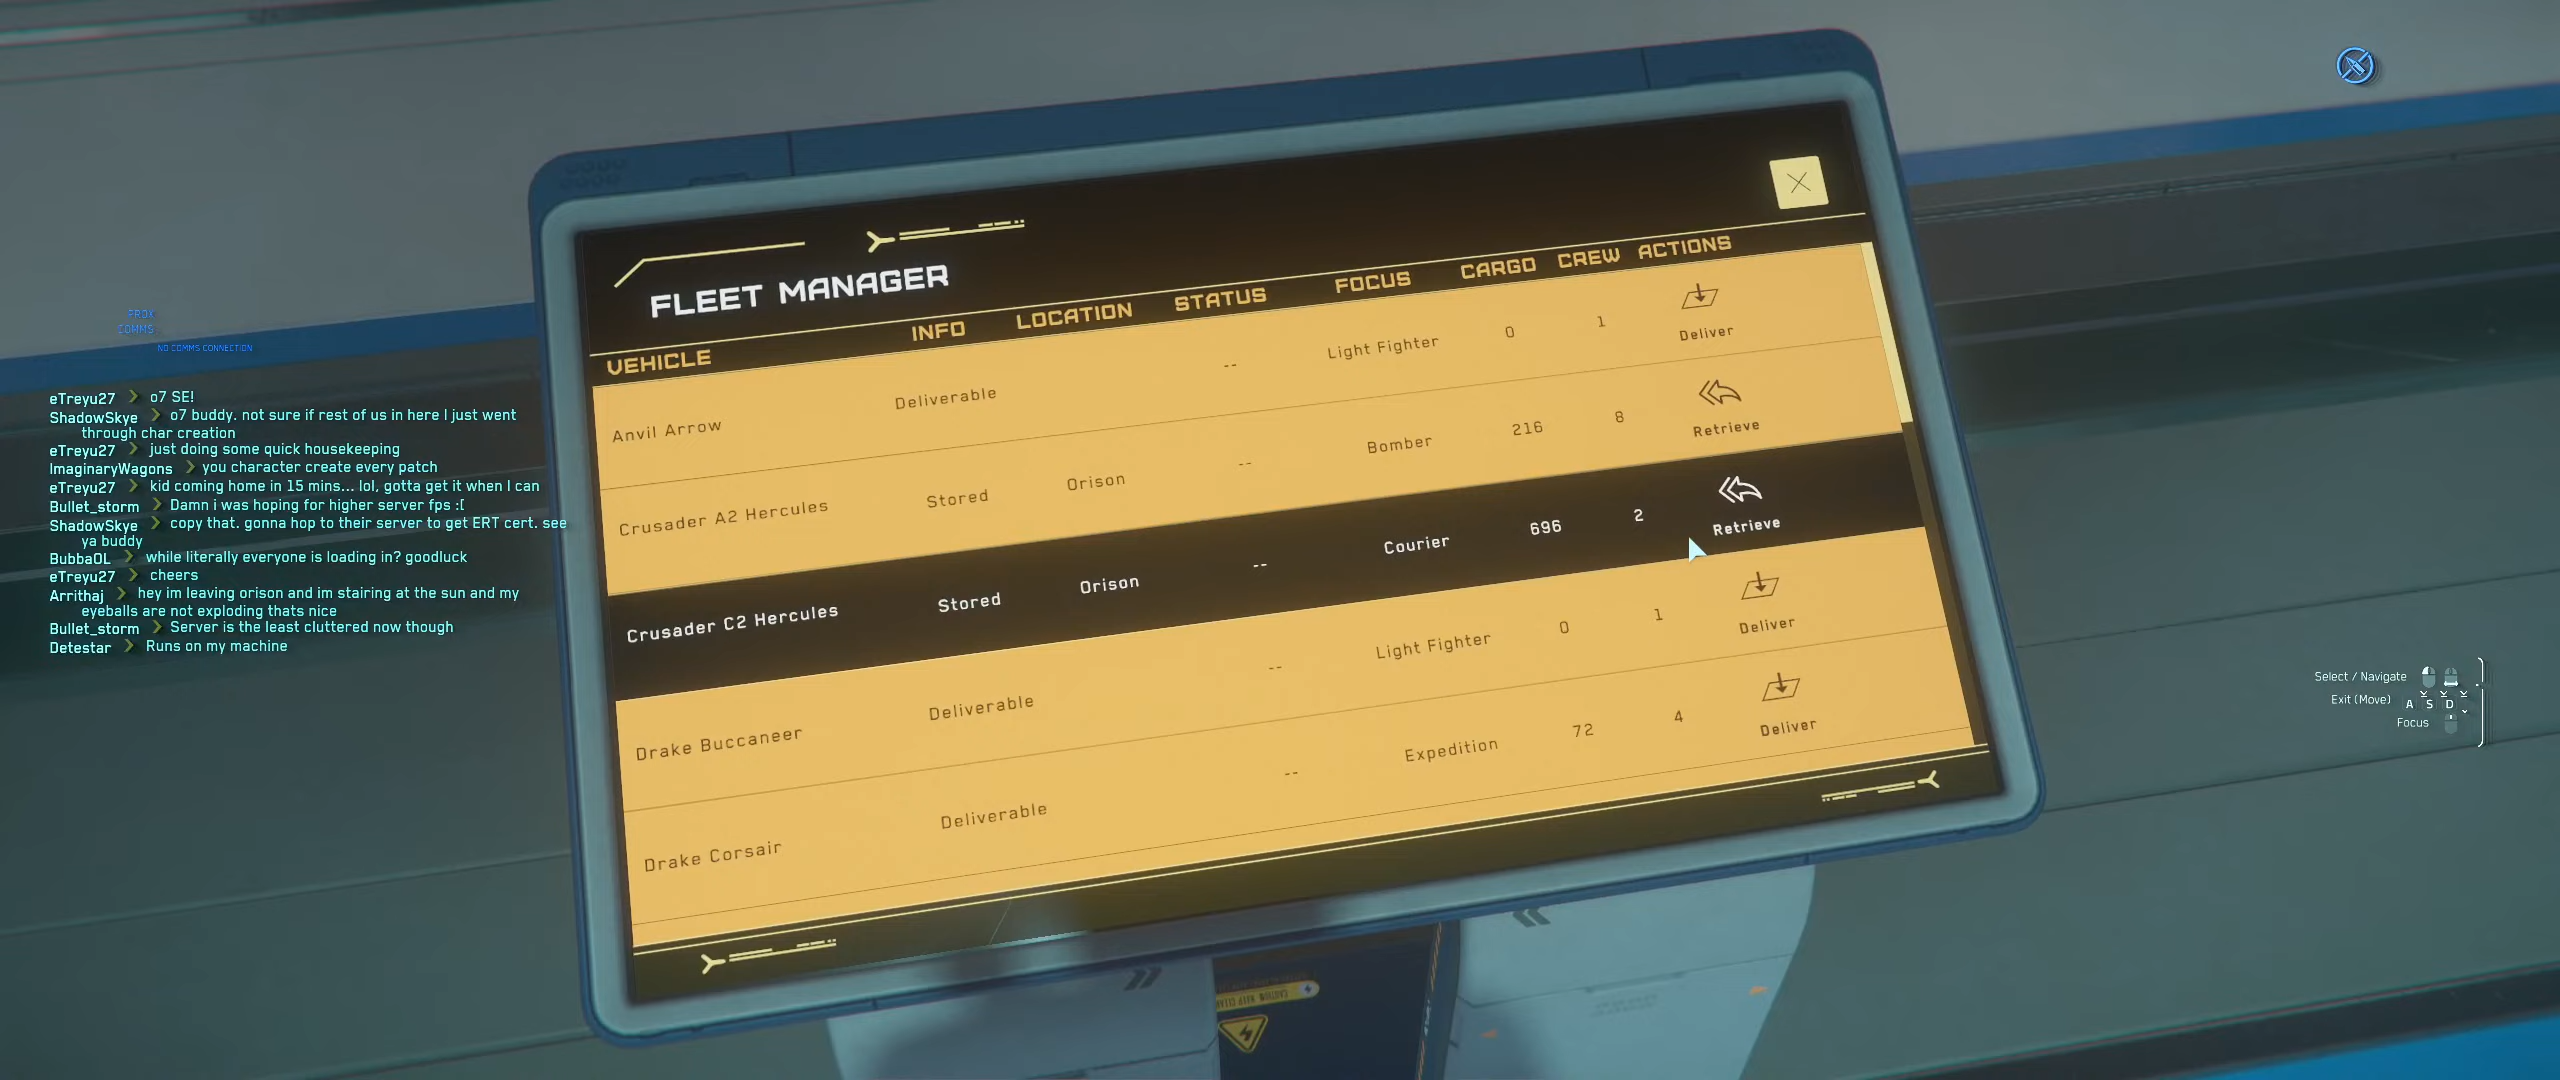 PROX
COMMS
NO COMMS CONNECTION
eTreyu27 o7 SE!
ShadowSkye o7 buddy. not sure if rest of us in here I just went
through char creation
eTreyu27 just doing some quick housekeeping
ImaginaryWagons you character create every patch
eTreyu27 kid coming home in 15 mins... lol, gotta get it when I can
Bullet_storm Damn i was hoping for higher server fps :[
ShadowSkye copy that. gonna hop to their server to get ERT cert. see
ya buddy
BubbaOL while literally everyone is loading in? goodluck
eTreyu27 cheers
Arrithaj hey im leaving orison and im stairing at the sun and my
eyeballs are not exploding thats nice
Bullet_storm Server is the least cluttered now though
Detestar Runs on my machine
FLEET MANAGER
VEHICLE INFO LOCATION STATUS FOCUS CARGO CREW ACTIONS
Anvil Arrow Deliverable -- Light Fighter 0 1 Deliver
Crusader A2 Hercules Stored Orison -- Bomber 216 8 Retrieve
Crusader C2 Hercules Stored Orison -- Courier 696 2 Retrieve
Drake Buccaneer Deliverable -- Light Fighter 0 1 Deliver
Drake Corsair Deliverable -- Expedition 72 4 Deliver
Select / Navigate
Exit (Move) A S D
Focus